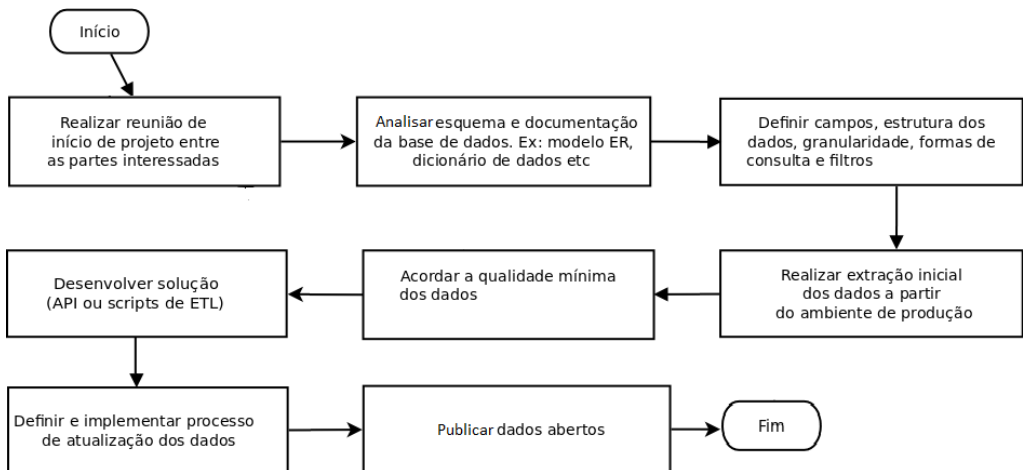 Início
Realizar reunião de
início de projeto entre
as partes interessadas
Analisar esquema e documentação
da base de dados. Ex: modelo ER,
dicionário de dados etc
Definir campos, estrutura dos
dados, granularidade, formas de
consulta e filtros
Realizar extração inicial
dos dados a partir
do ambiente de produção
Acordar a qualidade mínima
dos dados
Desenvolver solução
(API ou scripts de ETL)
Definir e implementar processo
de atualização dos dados
Publicar dados abertos
Fim